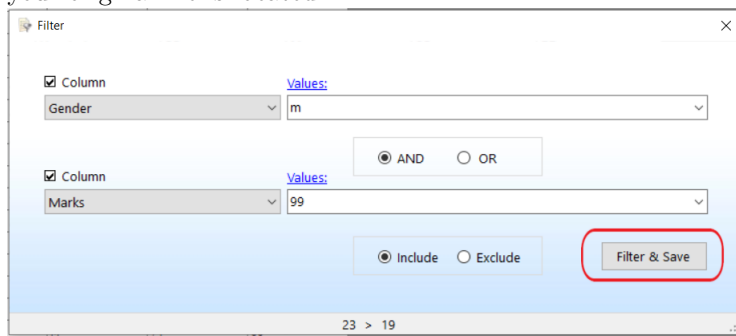 Filter
Column Values:
Gender m
AND OR
Column Values:
Marks 99
Include Exclude Filter & Save
23 > 19